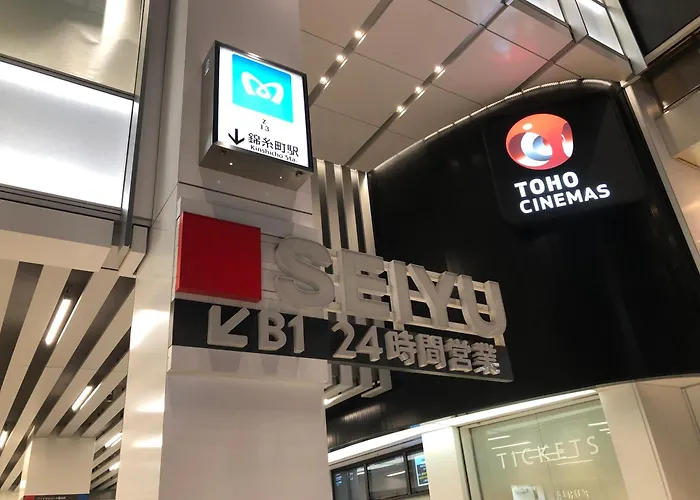 Z
13
錦糸町駅
Kinshicho Sta.
TOHO
CINEMAS
SEIYU
B1 24時間営業
TICKETS